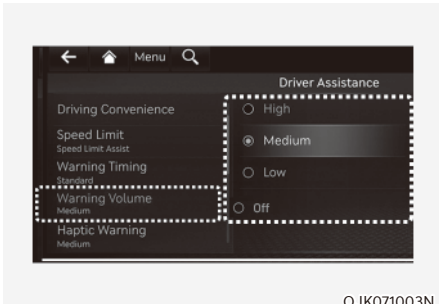 Menu
Driver Assistance
Driving Convenience
Speed Limit
Speed Limit Assist
Warning Timing
Standard
Warning Volume
Medium
Haptic Warning
Medium
High
Medium
Low
Off
OJK071003N